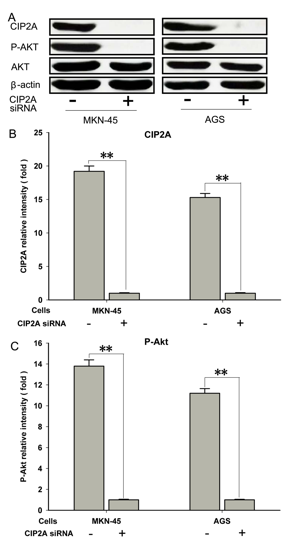 A
CIP2A
P-AKT
AKT
β-actin
CIP2A siRNA - + - +
MKN-45 AGS
B CIP2A
CIP2A relative intensity ( fold )
25
20
15
10
5
0
** **
Cells MKN-45 AGS
CIP2A siRNA - + - +
C P-Akt
P-Akt relative intensity ( fold )
16
14
12
10
8
6
4
2
0
** **
Cells MKN-45 AGS
CIP2A siRNA - + - +